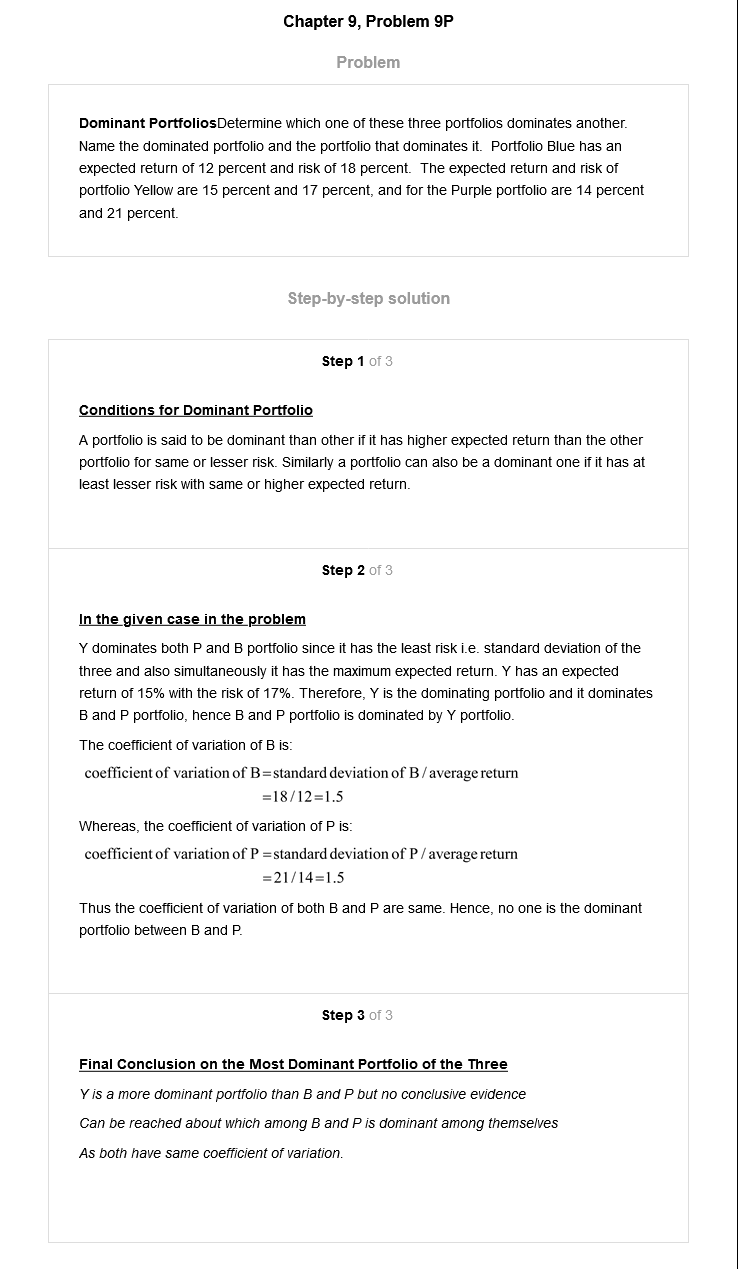 Chapter 9, Problem 9P
Problem
Dominant PortfoliosDetermine which one of these three portfolios dominates another.
Name the dominated portfolio and the portfolio that dominates it.  Portfolio Blue has an
expected return of 12 percent and risk of 18 percent.  The expected return and risk of
portfolio Yellow are 15 percent and 17 percent, and for the Purple portfolio are 14 percent
and 21 percent.
Step-by-step solution
Step 1 of 3
Conditions for Dominant Portfolio
A portfolio is said to be dominant than other if it has higher expected return than the other
portfolio for same or lesser risk. Similarly a portfolio can also be a dominant one if it has at
least lesser risk with same or higher expected return.
Step 2 of 3
In the given case in the problem
Y dominates both P and B portfolio since it has the least risk i.e. standard deviation of the
three and also simultaneously it has the maximum expected return. Y has an expected
return of 15% with the risk of 17%. Therefore, Y is the dominating portfolio and it dominates
B and P portfolio, hence B and P portfolio is dominated by Y portfolio.
The coefficient of variation of B is:
coefficient of variation of B=standard deviation of B/average return
=18/12=1.5
Whereas, the coefficient of variation of P is:
coefficient of variation of P=standard deviation of P/average return
=21/14=1.5
Thus the coefficient of variation of both B and P are same. Hence, no one is the dominant
portfolio between B and P.
Step 3 of 3
Final Conclusion on the Most Dominant Portfolio of the Three
Y is a more dominant portfolio than B and P but no conclusive evidence
Can be reached about which among B and P is dominant among themselves
As both have same coefficient of variation.